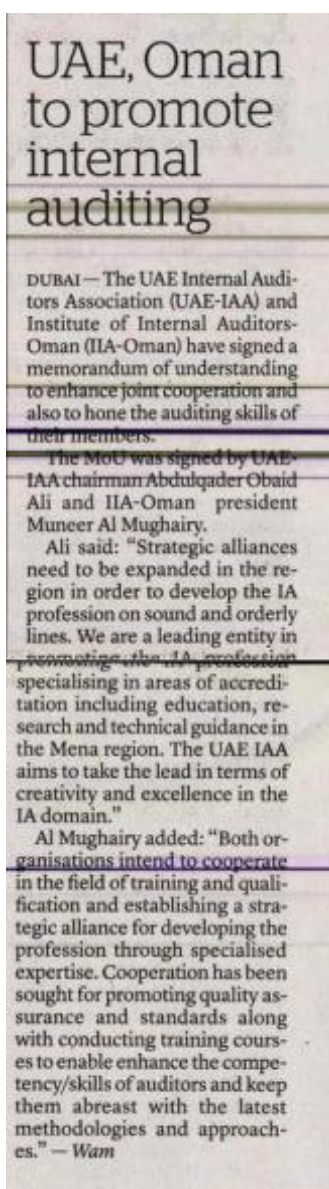 UAE, Oman
to promote
internal
auditing
DUBAI — The UAE Internal Audi-
tors Association (UAE-IAA) and
Institute of Internal Auditors-
Oman (IIA-Oman) have signed a
memorandum of understanding
to enhance joint cooperation and
also to hone the auditing skills of
their members.
The MoU was signed by UAE-
IAA chairman Abdulqader Obaid
Ali and IIA-Oman president
Muneer Al Mughairy.
Ali said: “Strategic alliances
need to be expanded in the re-
gion in order to develop the IA
profession on sound and orderly
lines. We are a leading entity in
promoting the IA profession
specialising in areas of accredi-
tation including education, re-
search and technical guidance in
the Mena region. The UAE IAA
aims to take the lead in terms of
creativity and excellence in the
IA domain.”
Al Mughairy added: “Both or-
ganisations intend to cooperate
in the field of training and quali-
fication and establishing a stra-
tegic alliance for developing the
profession through specialised
expertise. Cooperation has been
sought for promoting quality as-
surance and standards along
with conducting training cours-
es to enable enhance the compe-
tency/skills of auditors and keep
them abreast with the latest
methodologies and approach-
es.” — Wam